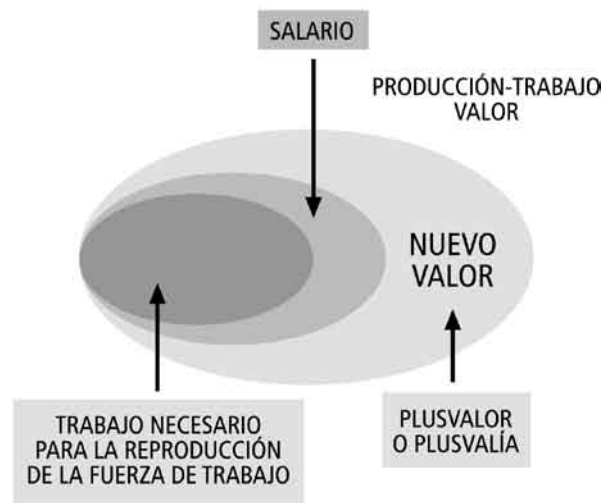 SALARIO
PRODUCCIÓN-TRABAJO
VALOR
NUEVO
VALOR
TRABAJO NECESARIO
PARA LA REPRODUCCIÓN
DE LA FUERZA DE TRABAJO
PLUSVALOR
O PLUSVALÍA